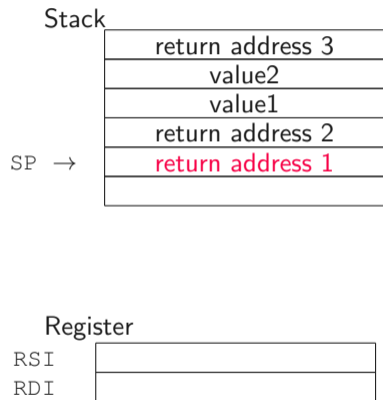 Stack
return address 3
value2
value1
return address 2
SP → return address 1
Register
RSI
RDI